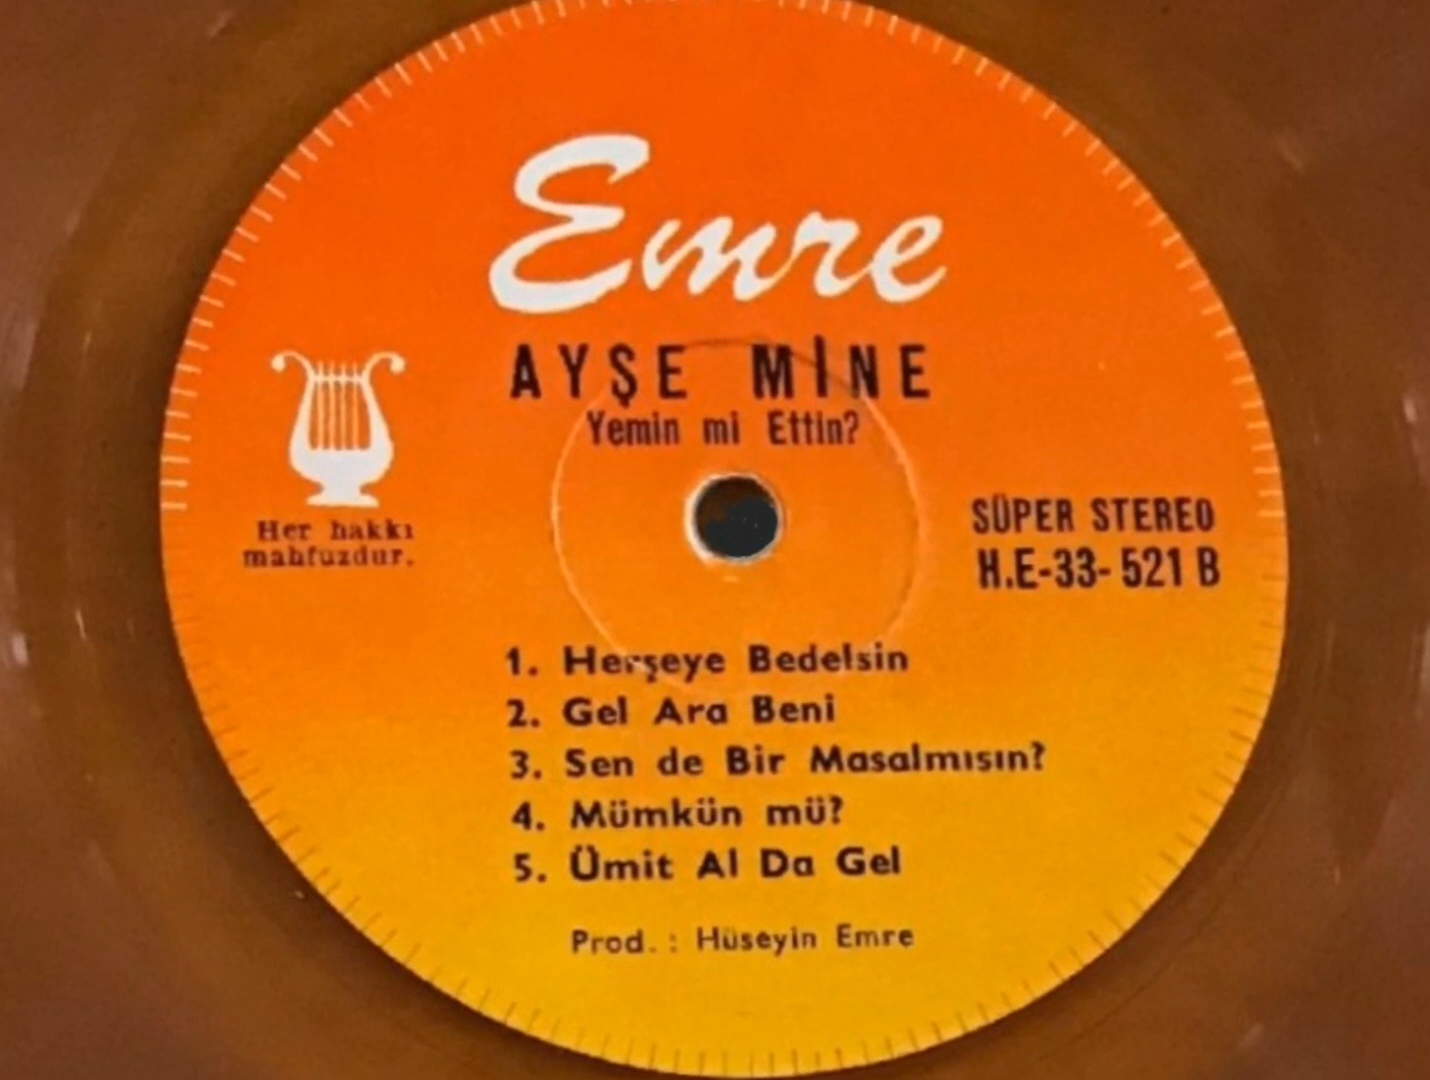 Emre
AYŞE MİNE
Yemin mi Ettin?
Her hakkı
mahfuzdur.
SÜPER STEREO
H.E-33-521 B
1. Herşeye Bedelsin
2. Gel Ara Beni
3. Sen de Bir Masalmısın?
4. Mümkün mü?
5. Ümit Al Da Gel
Prod. : Hüseyin Emre